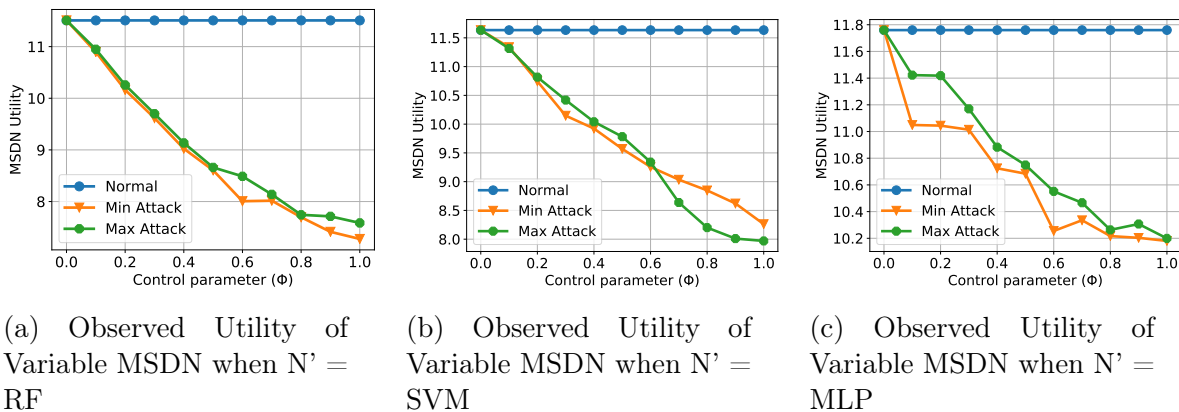 11
10
9
8
MSDN Utility
Normal
Min Attack
Max Attack
0.0 0.2 0.4 0.6 0.8 1.0
Control parameter (Φ)
(a) Observed Utility of
Variable MSDN when N' =
RF
11.5
11.0
10.5
10.0
9.5
9.0
8.5
8.0
MSDN Utility
Normal
Min Attack
Max Attack
0.0 0.2 0.4 0.6 0.8 1.0
Control parameter (Φ)
(b) Observed Utility of
Variable MSDN when N' =
SVM
11.8
11.6
11.4
11.2
11.0
10.8
10.6
10.4
10.2
MSDN Utility
Normal
Min Attack
Max Attack
0.0 0.2 0.4 0.6 0.8 1.0
Control parameter (Φ)
(c) Observed Utility of
Variable MSDN when N' =
MLP